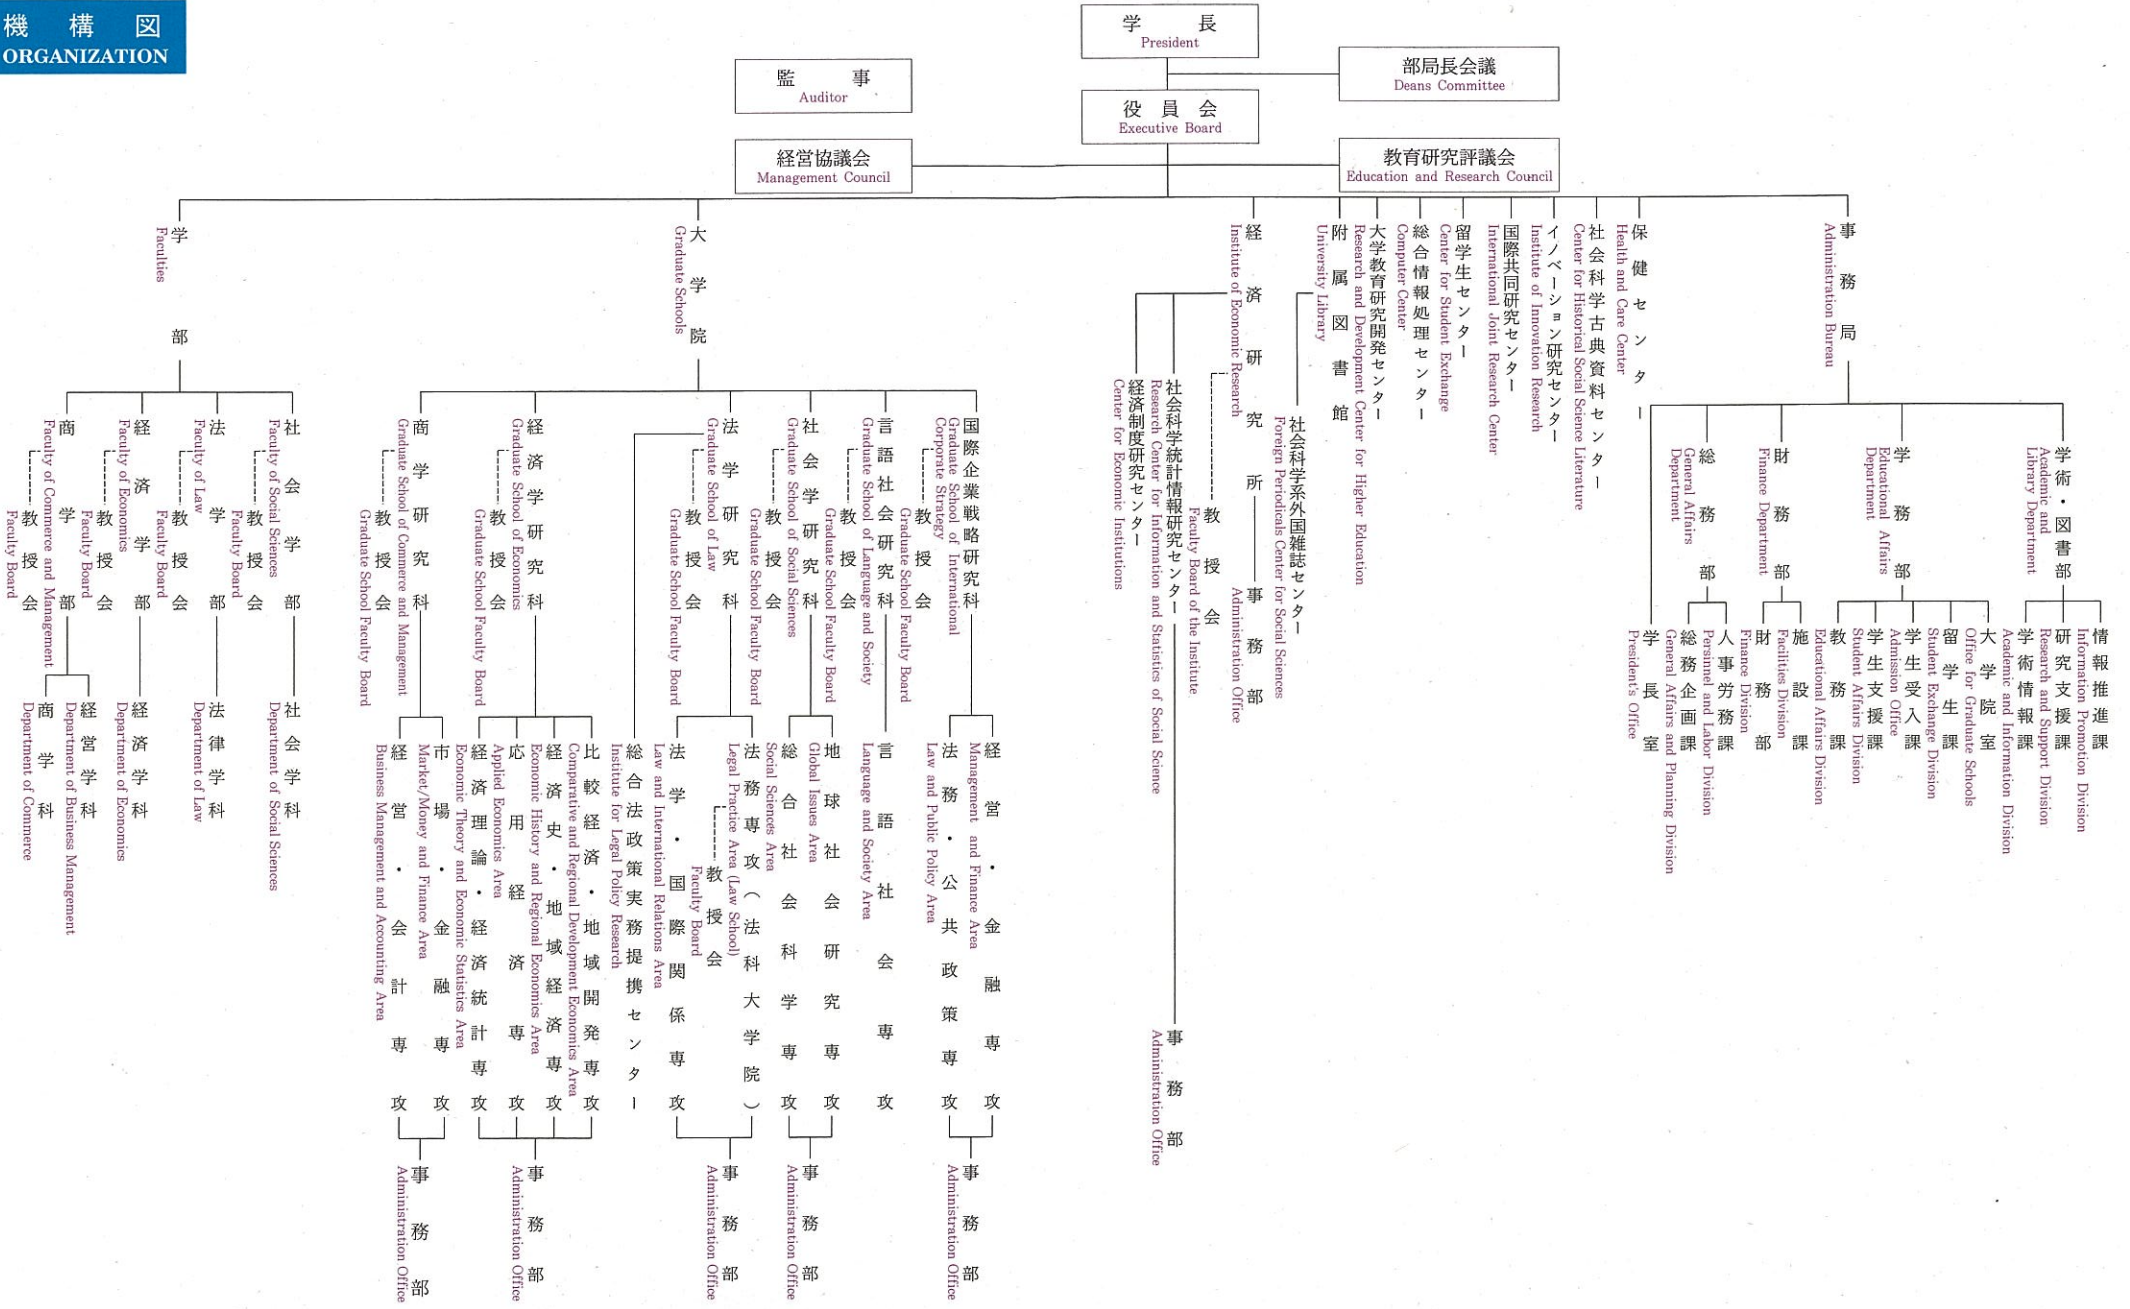 機構図
ORGANIZATION
学長
President
部局長会議
Deans Committee
監事
Auditor
役員会
Executive Board
経営協議会
Management Council
教育研究評議会
Education and Research Council
学部
Faculties
商学部
Faculty of Commerce and Management
教授会
Faculty Board
商学科
Department of Commerce
経営学科
Department of Business Management
経済学部
Faculty of Economics
教授会
Faculty Board
経済学科
Department of Economics
法学部
Faculty of Law
教授会
Faculty Board
法律学科
Department of Law
社会学部
Faculty of Social Sciences
教授会
Faculty Board
社会学科
Department of Social Sciences
大学院
Graduate Schools
商学研究科
Graduate School of Commerce and Management
教授会
Graduate School Faculty Board
経営・会計専攻
Business Management and Accounting Area
市場・金融専攻
Market/Money and Finance Area
事務部
Administration Office
経済学研究科
Graduate School of Economics
教授会
Graduate School Faculty Board
経済理論・経済統計専攻
Economic Theory and Economic Statistics Area
応用経済専攻
Applied Economics Area
経済史・地域経済専攻
Economic History and Regional Economics Area
比較経済・地域開発専攻
Comparative and Regional Development Economics Area
事務部
Administration Office
法学研究科
Graduate School of Law
教授会
Graduate School Faculty Board
総合法政策実務提携センター
Institute for Legal Policy Research
法学・国際関係専攻
Law and International Relations Area
法務専攻(法科大学院)
Legal Practice Area (Law School)
教授会
Faculty Board
事務部
Administration Office
社会学研究科
Graduate School of Social Sciences
教授会
Graduate School Faculty Board
総合社会科学専攻
Social Sciences Area
地球社会研究専攻
Global Issues Area
事務部
Administration Office
言語社会研究科
Graduate School of Language and Society
教授会
Graduate School Faculty Board
言語社会専攻
Language and Society Area
国際企業戦略研究科
Graduate School of International
Corporate Strategy
教授会
Graduate School Faculty Board
法務・公共政策専攻
Law and Public Policy Area
経営・金融専攻
Management and Finance Area
事務部
Administration Office
経済研究所
Institute of Economic Research
教授会
Faculty Board of the Institute
経済制度研究センター
Center for Economic Institutions
社会科学統計情報研究センター
Research Center for Information and Statistics of Social Science
事務部
Administration Office
事務部
Administration Office
附属図書館
University Library
社会科学系外国雑誌センター
Foreign Periodicals Center for Social Sciences
大学教育研究開発センター
Research and Development Center for Higher Education
総合情報処理センター
Computer Center
留学生センター
Center for Student Exchange
国際共同研究センター
International Joint Research Center
イノベーション研究センター
Institute of Innovation Research
社会科学古典資料センター
Center for Historical Social Science Literature
保健センター
Health and Care Center
事務局
Administration Bureau
学長室
President's Office
総務部
General Affairs
Department
総務企画課
General Affairs and Planning Division
人事労務課
Personnel and Labor Division
財務部
Finance Department
財務部
Finance Division
施設課
Facilities Division
学務部
Educational Affairs
Department
教務課
Educational Affairs Division
学生支援課
Student Affairs Division
学生受入課
Admission Office
留学生課
Student Exchange Division
大学院室
Office for Graduate Schools
学術・図書部
Academic and
Library Department
学術情報課
Academic and Information Division
研究支援課
Research and Support Division
情報推進課
Information Promotion Division